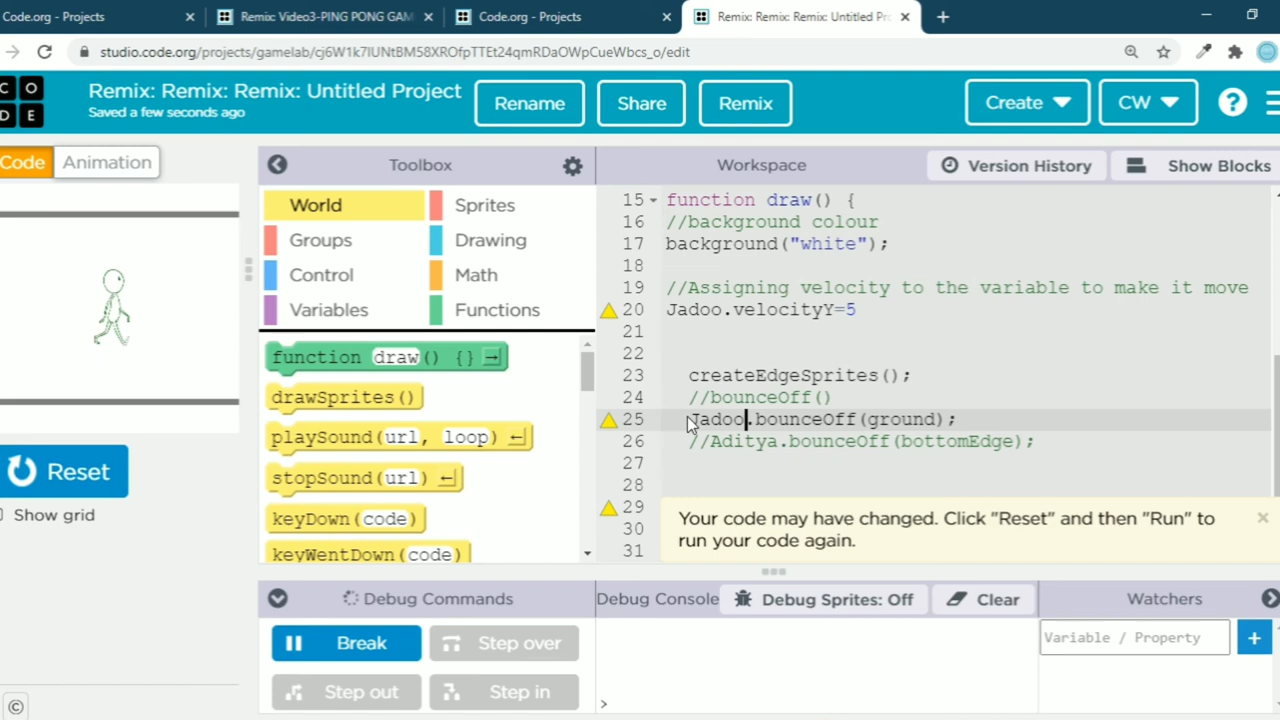 Code.org - Projects
Remix: Video3-PING PONG GAM
Code.org - Projects
Remix: Remix: Remix: Untitled Pr
studio.code.org/projects/gamelab/cj6W1k7IUNtBM58XROfpTTEt24qmRDaOWpCueWbcs_o/edit
C O
D E
Remix: Remix: Remix: Untitled Project
Saved a few seconds ago
Rename
Share
Remix
Create
CW
?
Code
Animation
Toolbox
Workspace
Version History
Show Blocks
World
Sprites
Groups
Drawing
Control
Math
Variables
Functions
function draw() {}
drawSprites()
playSound(url, loop)
stopSound(url)
keyDown(code)
keyWentDown(code)
15 function draw() {
16 //background colour
17 background("white");
18
19 //Assigning velocity to the variable to make it move
20 Jadoo.velocityY=5
21
22
23 createEdgeSprites();
24 //bounceOff()
25 Jadoo.bounceOff(ground);
26 //Aditya.bounceOff(bottomEdge);
27
28
29
30
31
Your code may have changed. Click "Reset" and then "Run" to
run your code again.
Reset
Show grid
Debug Commands
Debug Console
Debug Sprites: Off
Clear
Watchers
Break
Step over
Step out
Step in
Variable / Property
+
>
©